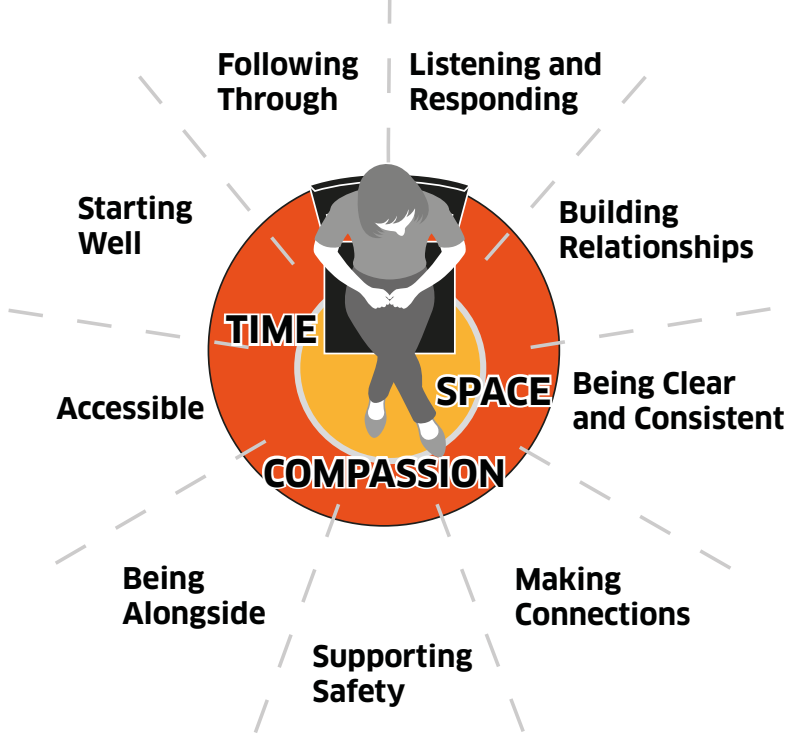 Following
Through
Listening and
Responding
Starting
Well
Building
Relationships
TIME
SPACE
Being Clear
and Consistent
Accessible
COMPASSION
Being
Alongside
Making
Connections
Supporting
Safety